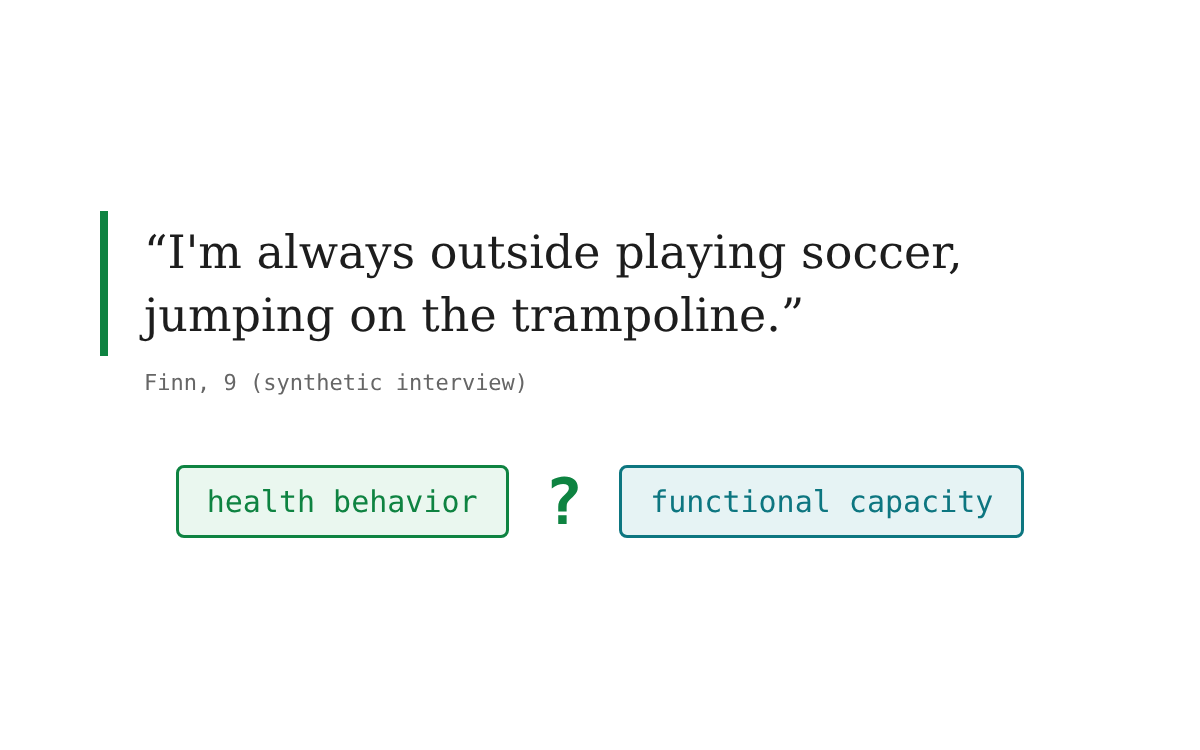 “I'm always outside playing soccer,
jumping on the trampoline.”
Finn, 9 (synthetic interview)
health behavior ? functional capacity